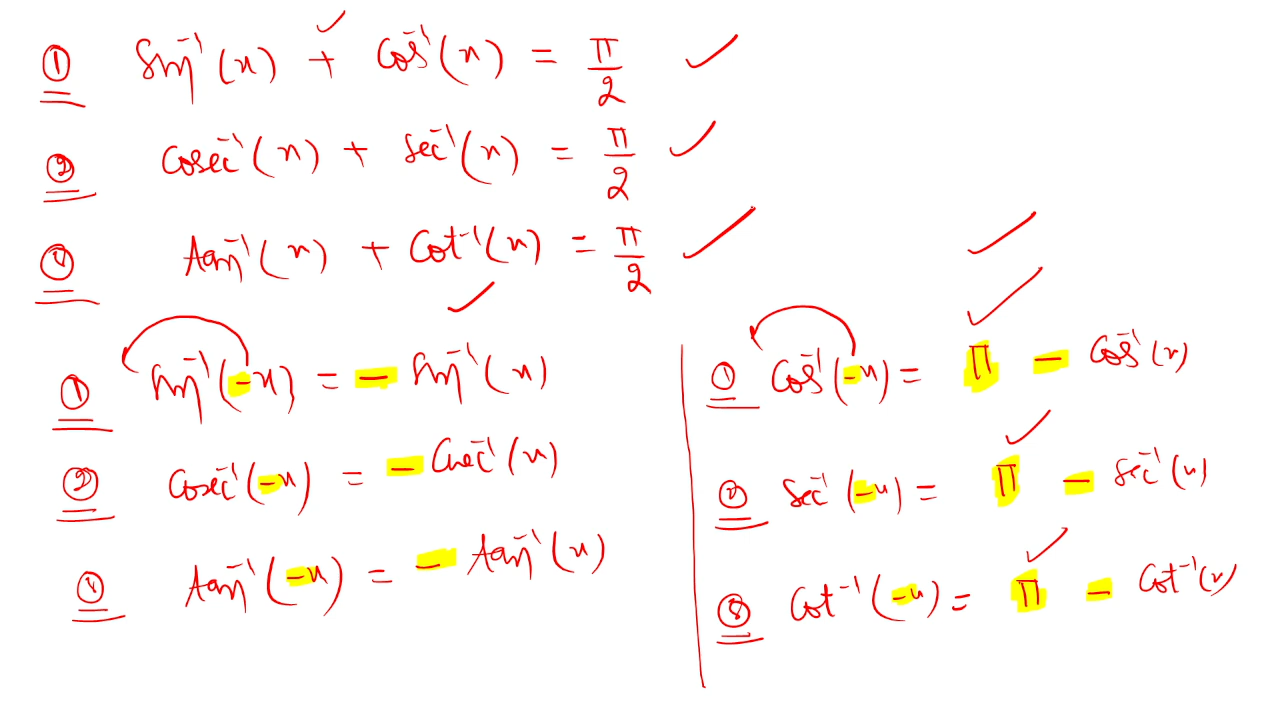 ① Sin⁻¹(x) + Cos⁻¹(x) = π/2
② Cosec⁻¹(x) + Sec⁻¹(x) = π/2
③ tan⁻¹(x) + Cot⁻¹(x) = π/2
① Sin⁻¹(-x) = - Sin⁻¹(x)
② Cosec⁻¹(-x) = - Cosec⁻¹(x)
③ tan⁻¹(-x) = - tan⁻¹(x)
① Cos⁻¹(-x) = π - Cos⁻¹(x)
② Sec⁻¹(-x) = π - Sec⁻¹(x)
③ Cot⁻¹(-x) = π - Cot⁻¹(x)